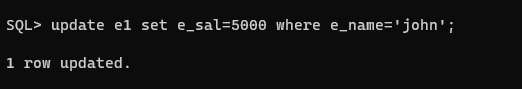 SQL> update e1 set e_sal=5000 where e_name='john';
1 row updated.